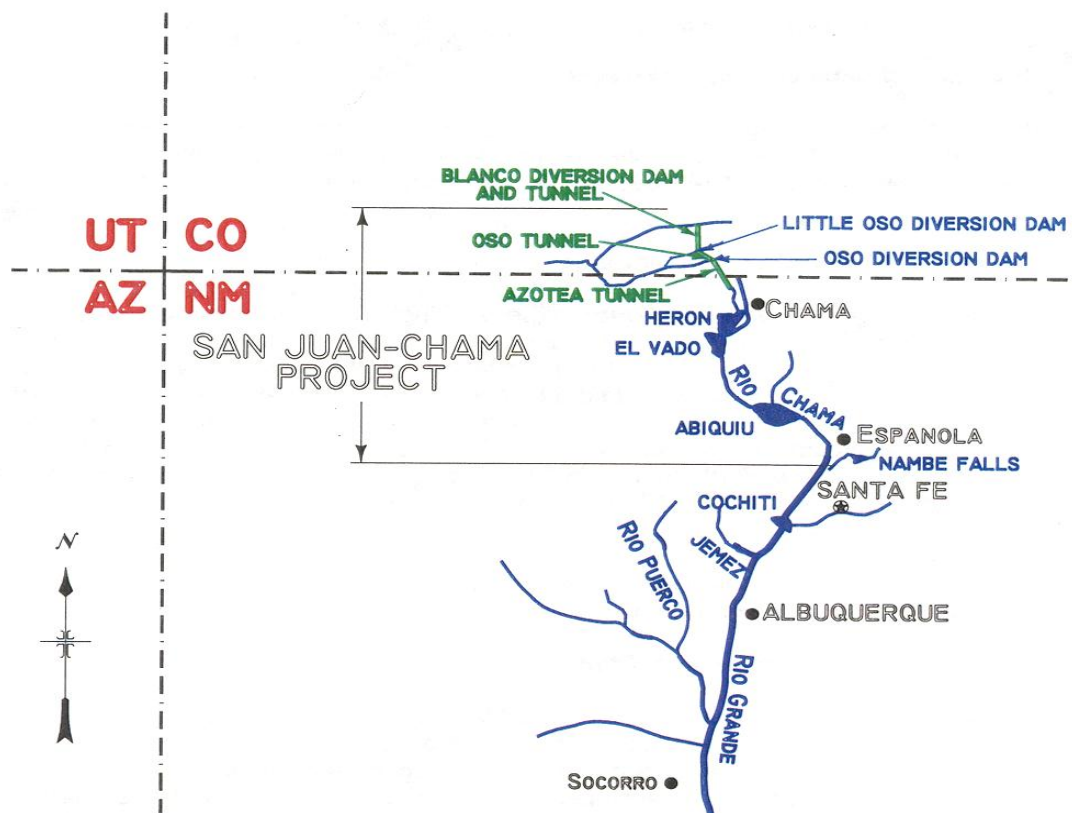 BLANCO DIVERSION DAM
AND TUNNEL
LITTLE OSO DIVERSION DAM
UT CO
OSO TUNNEL
OSO DIVERSION DAM
AZ NM
AZOTEA TUNNEL
HERON
CHAMA
EL VADO
SAN JUAN-CHAMA
PROJECT
RIO CHAMA
ABIQUIU
ESPANOLA
NAMBE FALLS
SANTA FE
COCHITI
JEMEZ
RIO PUERCO
N
ALBUQUERQUE
RIO GRANDE
SOCORRO